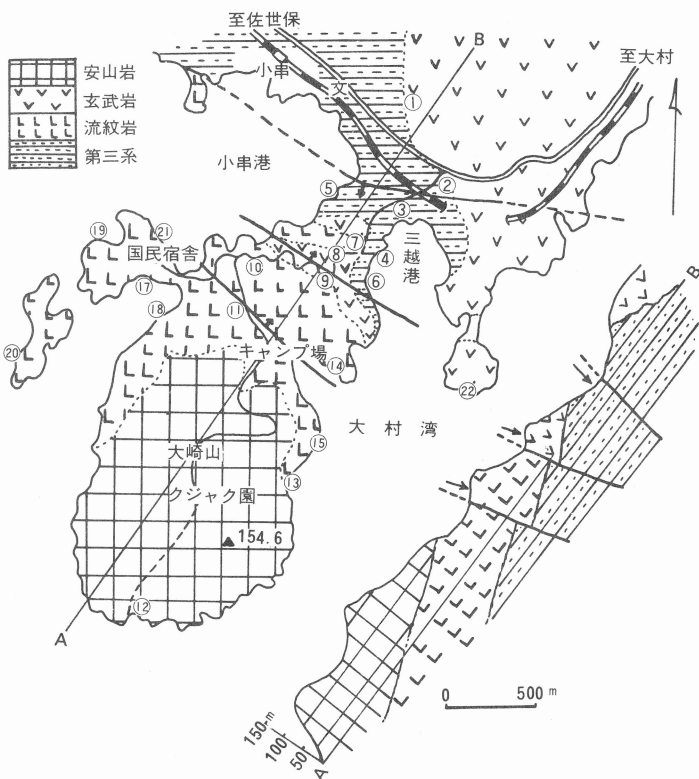 至佐世保
B
至大村
小串
文
①
安山岩
玄武岩
流紋岩
第三系
小串港
②
⑤
③
三越港
④
⑦
⑧
⑨
⑥
⑲
㉑
国民宿舎
⑩
⑰
⑱
⑪
キャンプ場
⑭
⑳
㉒
大村湾
⑮
大崎山
⑬
クジャク園
154.6
⑫
A
B
0 500 m
150 m
100
50
A